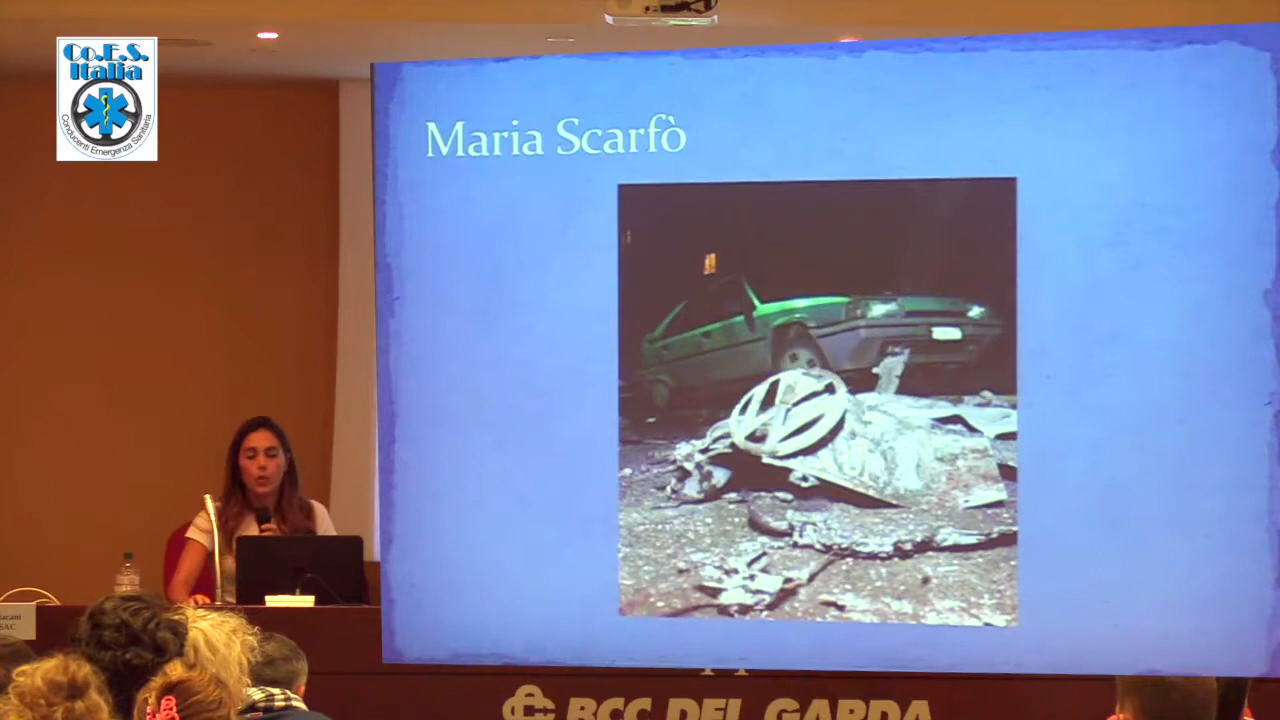 Co.E.S.
Italia
Conducenti Emergenza Sanitaria
Maria Scarfò
BCC DEL GARDA